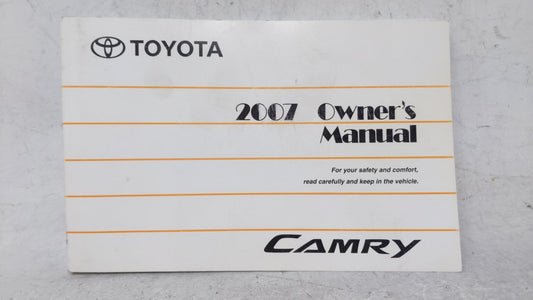 TOYOTA
2007 Owner's
Manual
For your safety and comfort,
read carefully and keep in the vehicle.
CAMRY